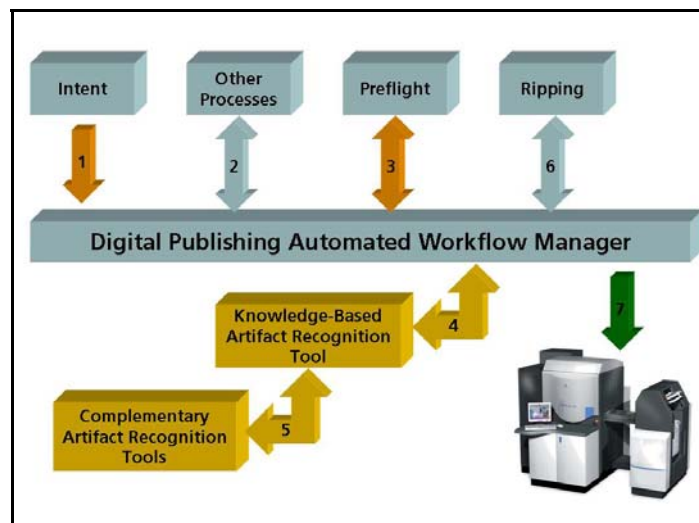 Intent
Other
Processes
Preflight
Ripping
1
2
3
6
Digital Publishing Automated Workflow Manager
7
Knowledge-Based
Artifact Recognition
Tool
4
Complementary
Artifact Recognition
Tools
5